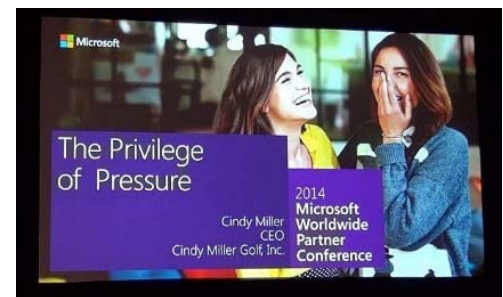 Microsoft
The Privilege
of Pressure
Cindy Miller
CEO
Cindy Miller Golf, Inc.
2014
Microsoft
Worldwide
Partner
Conference